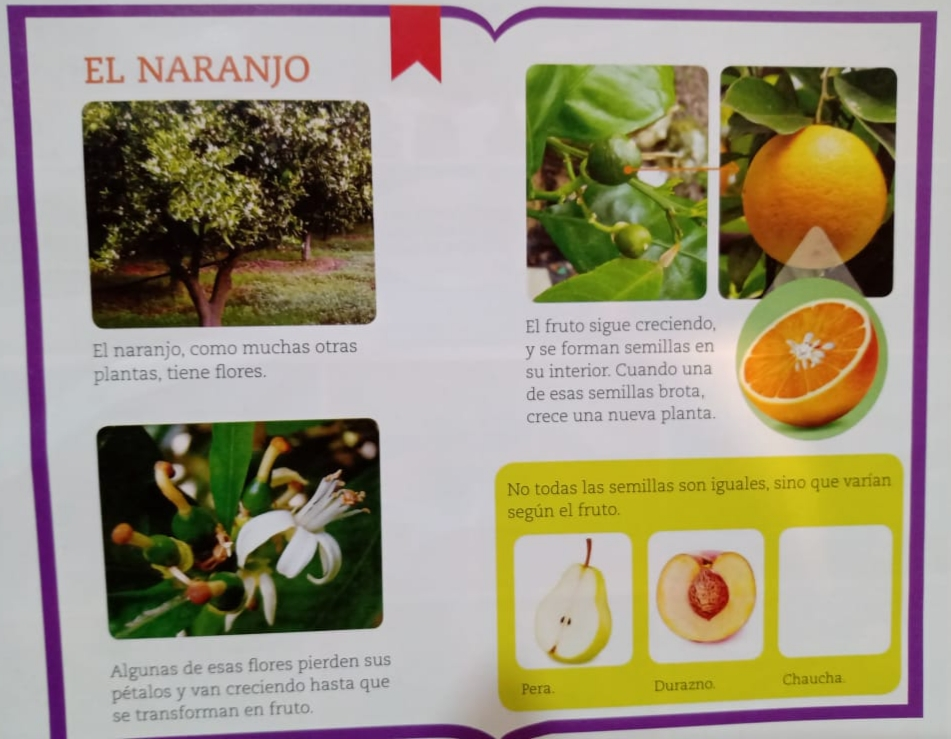 EL NARANJO
El naranjo, como muchas otras
plantas, tiene flores.
Algunas de esas flores pierden sus
pétalos y van creciendo hasta que
se transforman en fruto.
El fruto sigue creciendo,
y se forman semillas en
su interior. Cuando una
de esas semillas brota,
crece una nueva planta.
No todas las semillas son iguales, sino que varían
según el fruto.
Pera.
Durazno.
Chaucha.